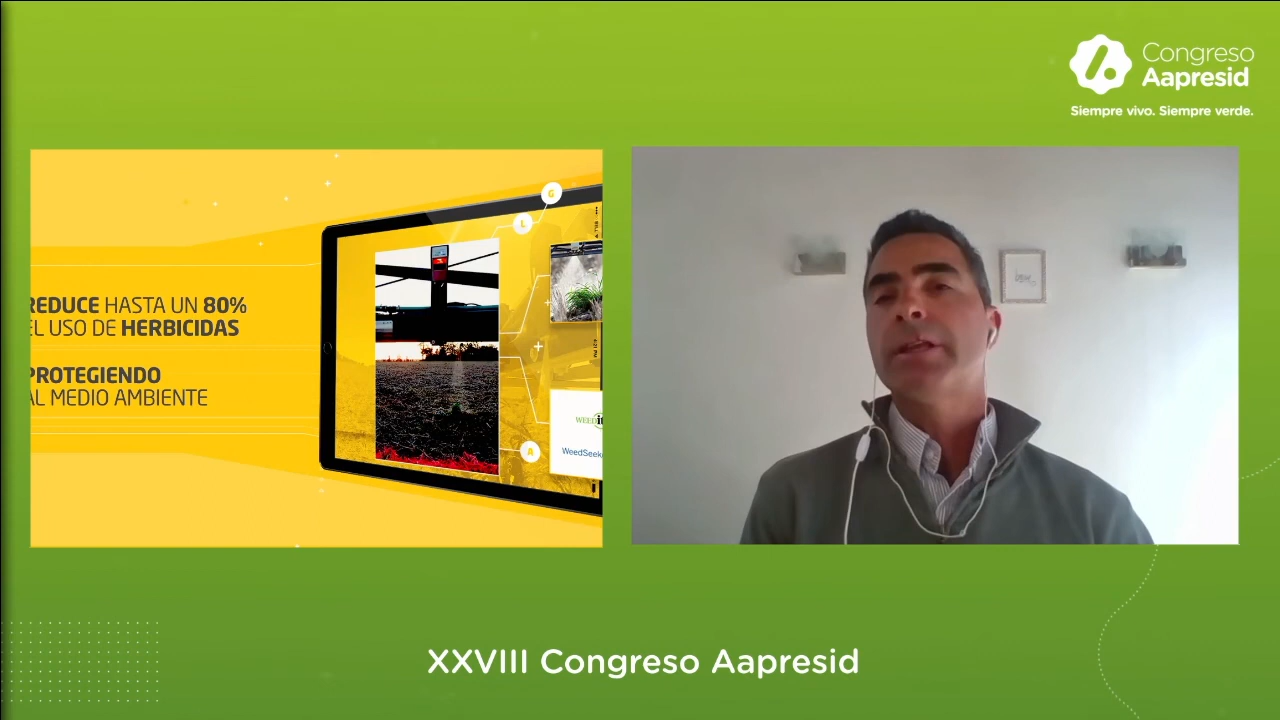 Congreso
Aapresid
Siempre vivo. Siempre verde.
REDUCE HASTA UN 80%
EL USO DE HERBICIDAS
PROTEGIENDO
AL MEDIO AMBIENTE
G
L
A
WEEDit
WeedSeek
XXVIII Congreso Aapresid